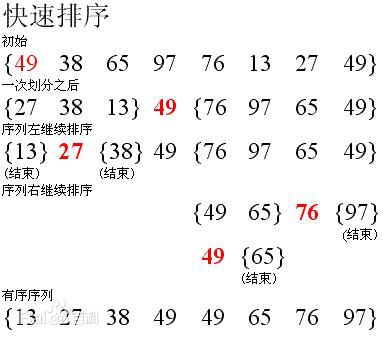 快速排序
初始
{49 38 65 97 76 13 27 49}
一次划分之后
{27 38 13} 49 {76 97 65 49}
序列左继续排序
{13} 27 {38} 49 {76 97 65 49}
(结束) (结束)
序列右继续排序
{49 65} 76 {97}
(结束)
49 {65}
(结束)
有序序列
{13 27 38 49 49 65 76 97}